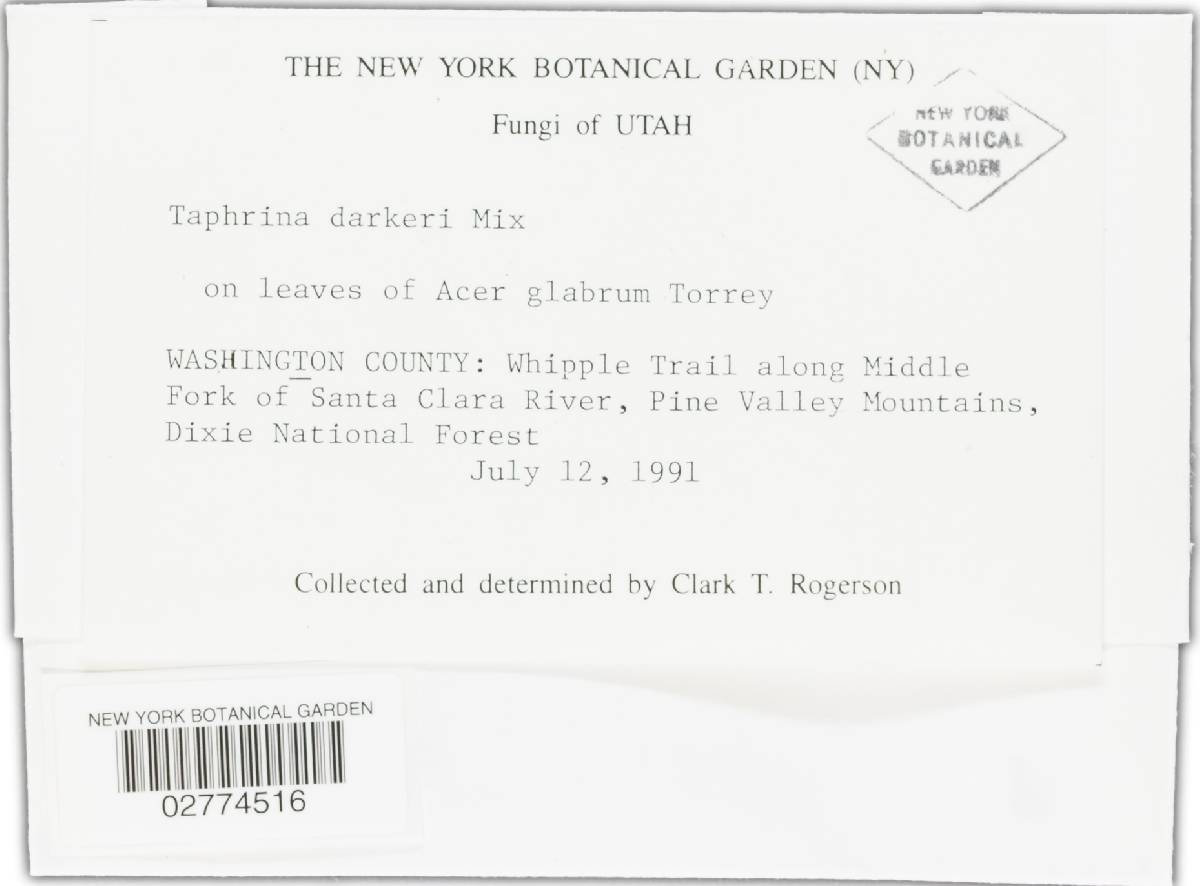 THE NEW YORK BOTANICAL GARDEN (NY)
Fungi of UTAH
NEW YORK
BOTANICAL
GARDEN
Taphrina darkeri Mix
on leaves of Acer glabrum Torrey
WASHINGTON COUNTY: Whipple Trail along Middle
Fork of Santa Clara River, Pine Valley Mountains,
Dixie National Forest
July 12, 1991
Collected and determined by Clark T. Rogerson
NEW YORK BOTANICAL GARDEN
02774516